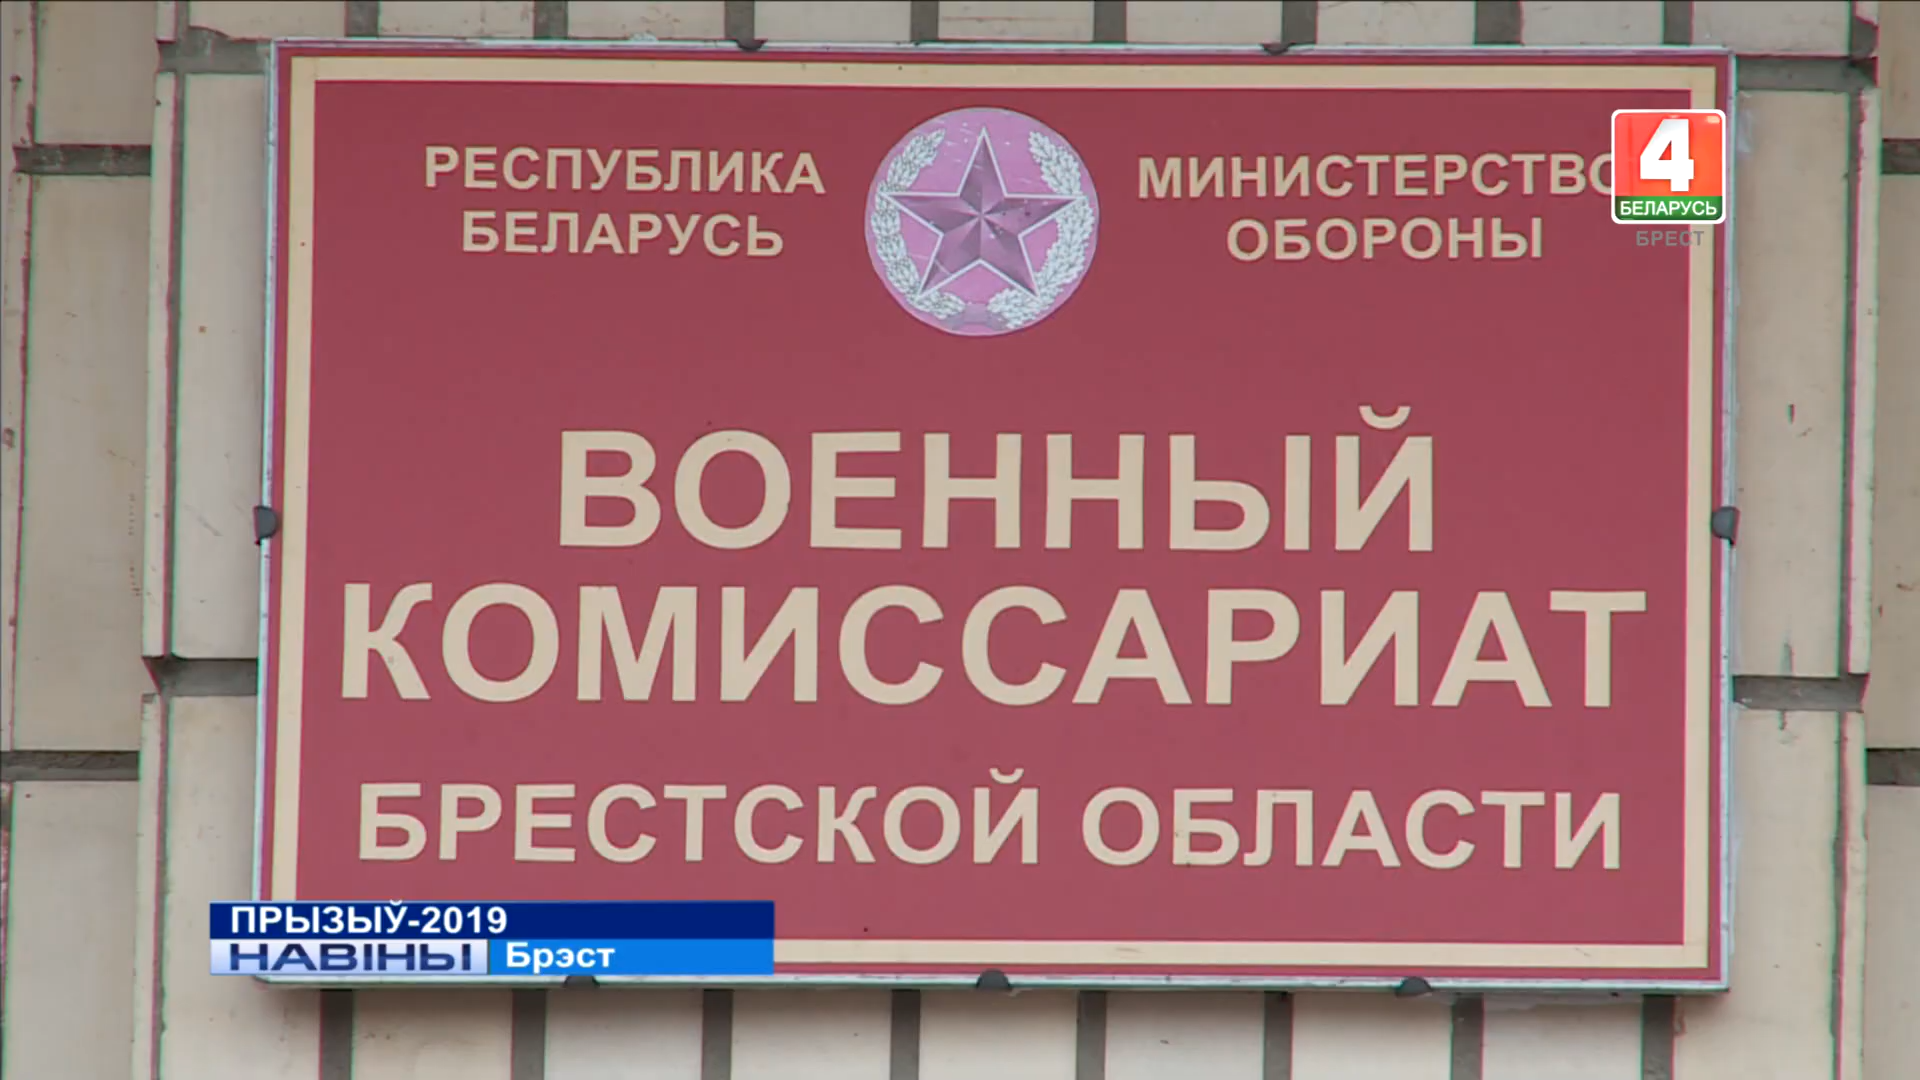 РЕСПУБЛИКА
БЕЛАРУСЬ
МИНИСТЕРСТВО
ОБОРОНЫ
4
БЕЛАРУСЬ
БРЕСТ
ВОЕННЫЙ
КОМИССАРИАТ
БРЕСТСКОЙ ОБЛАСТИ
ПРЫЗЫЎ-2019
НАВІНЫ Брэст